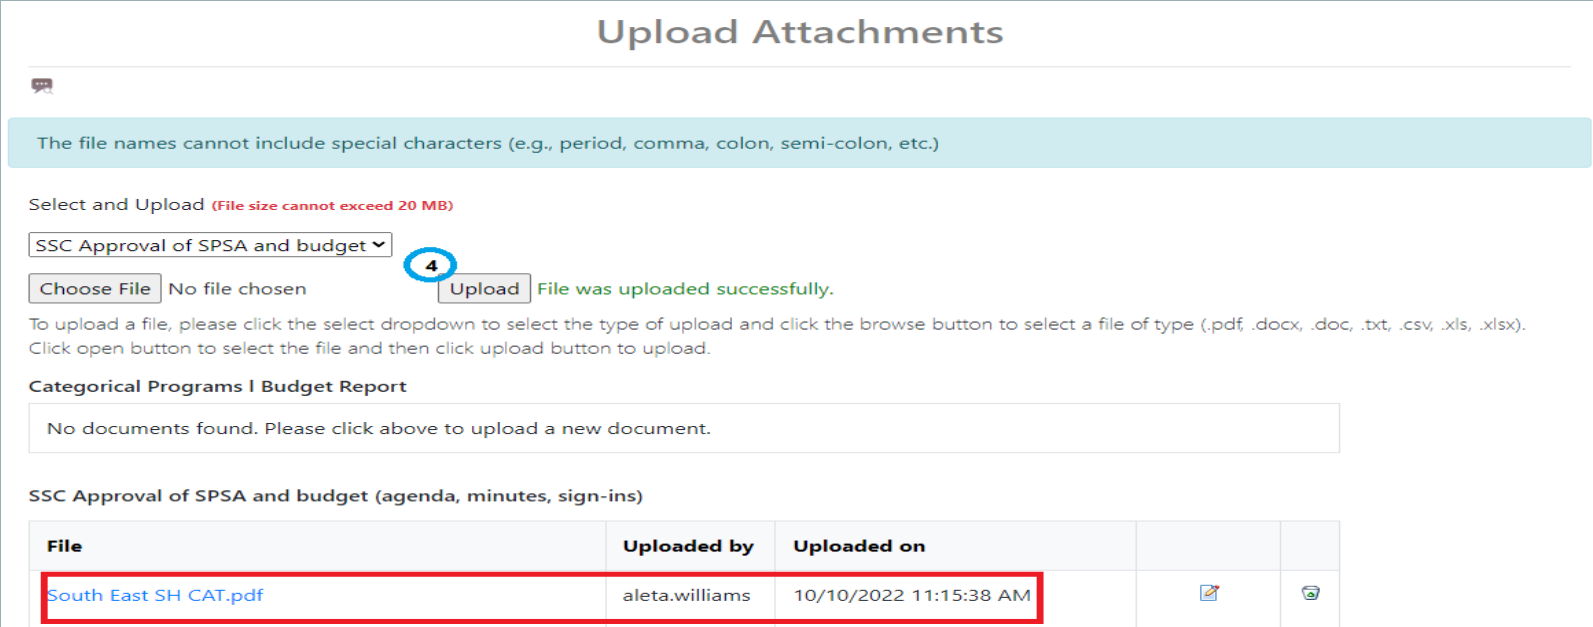 Upload Attachments
The file names cannot include special characters (e.g., period, comma, colon, semi-colon, etc.)
Select and Upload (File size cannot exceed 20 MB)
SSC Approval of SPSA and budget
4
Choose File No file chosen Upload File was uploaded successfully.
To upload a file, please click the select dropdown to select the type of upload and click the browse button to select a file of type (.pdf, .docx, .doc, .txt, .csv, .xls, .xlsx).
Click open button to select the file and then click upload button to upload.
Categorical Programs l Budget Report
No documents found. Please click above to upload a new document.
SSC Approval of SPSA and budget (agenda, minutes, sign-ins)
File Uploaded by Uploaded on
South East SH CAT.pdf aleta.williams 10/10/2022 11:15:38 AM